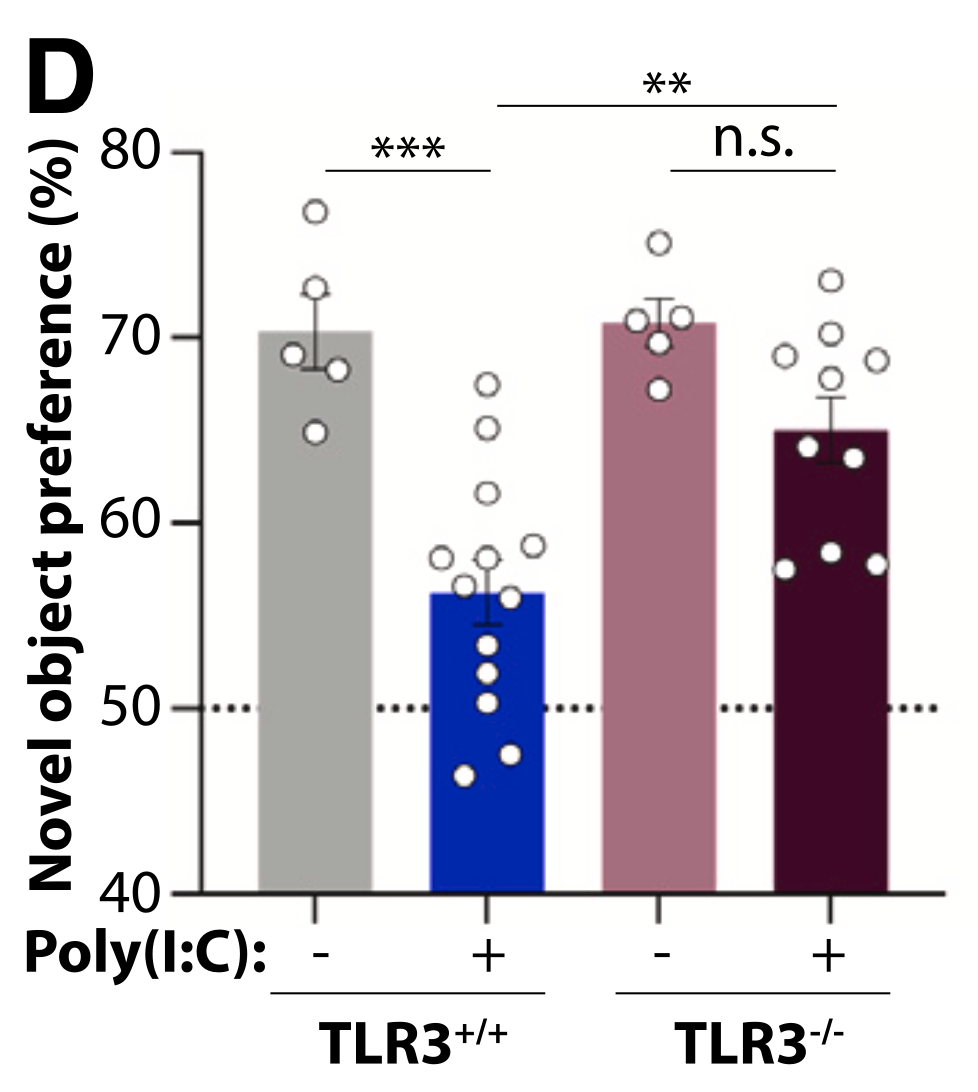 D
**
*** n.s.
Novel object preference (%)
80
70
60
50
40
Poly(I:C): - + - +
TLR3+/+ TLR3-/-